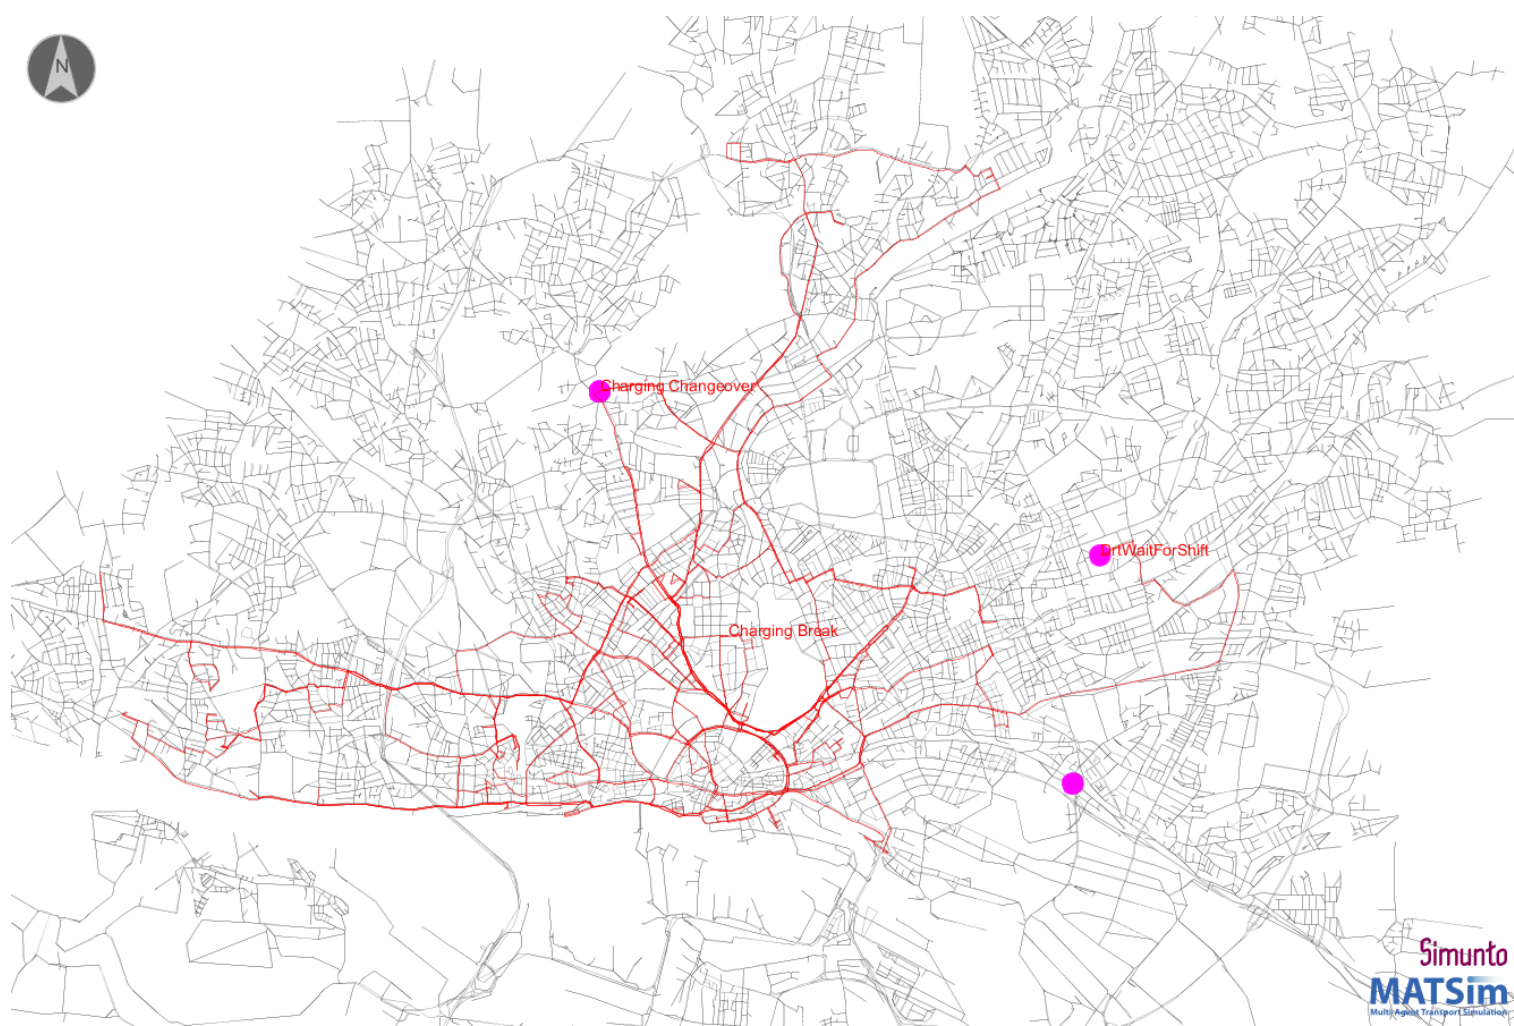 N
Charging Changeover
DrtWaitForShift
Charging Break
Simunto
MATSim
Multi-Agent Transport Simulation